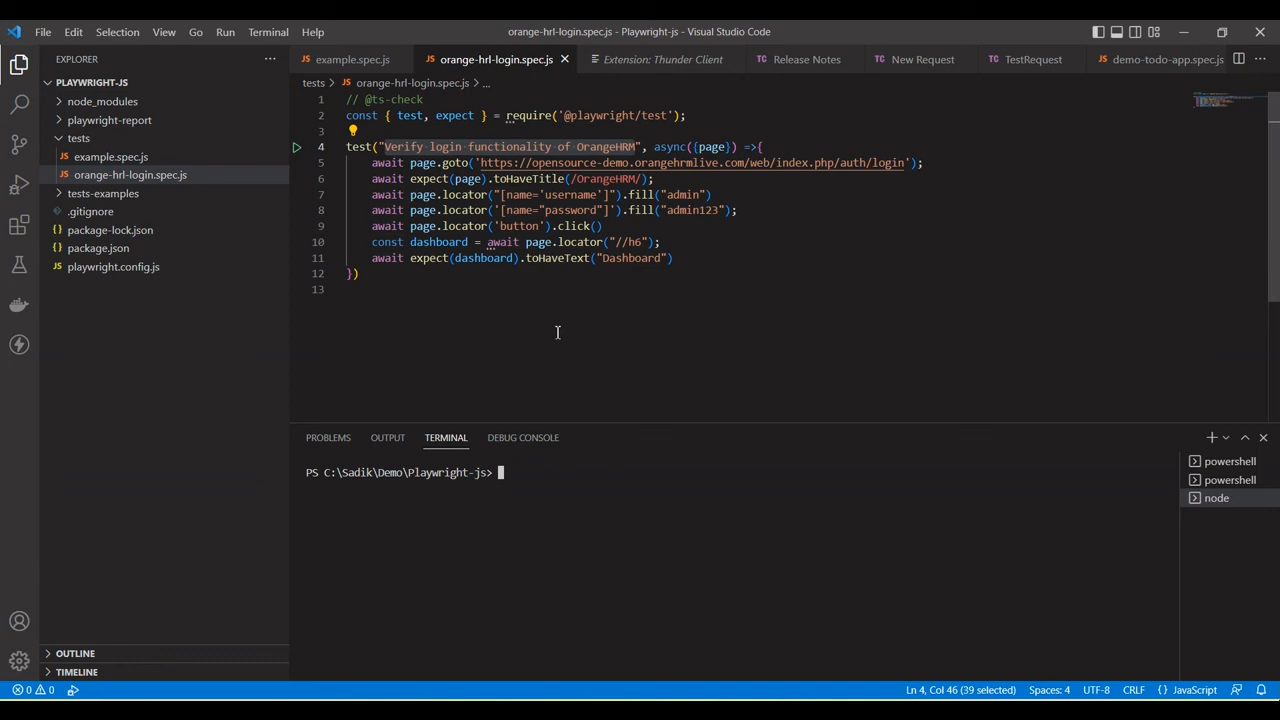 File Edit Selection View Go Run Terminal Help orange-hrl-login.spec.js - Playwright-js - Visual Studio Code
EXPLORER ···
PLAYWRIGHT-JS
node_modules
playwright-report
tests
example.spec.js
orange-hrl-login.spec.js
tests-examples
.gitignore
package-lock.json
package.json
playwright.config.js
OUTLINE
TIMELINE
JS example.spec.js JS orange-hrl-login.spec.js Extension: Thunder Client TC Release Notes TC New Request TC TestRequest JS demo-todo-app.spec.js ···
tests > JS orange-hrl-login.spec.js > ...
1 // @ts-check
2 const { test, expect } = require('@playwright/test');
3
4 test("Verify login functionality of OrangeHRM", async({page}) =>{
5 await page.goto('https://opensource-demo.orangehrmlive.com/web/index.php/auth/login');
6 await expect(page).toHaveTitle(/OrangeHRM/);
7 await page.locator("[name='username']").fill("admin")
8 await page.locator('[name="password"]').fill("admin123");
9 await page.locator('button').click()
10 const dashboard = await page.locator("//h6");
11 await expect(dashboard).toHaveText("Dashboard")
12 })
13
PROBLEMS OUTPUT TERMINAL DEBUG CONSOLE
PS C:\Sadik\Demo\Playwright-js>
powershell
powershell
node
0 0 Ln 4, Col 46 (39 selected) Spaces: 4 UTF-8 CRLF {} JavaScript